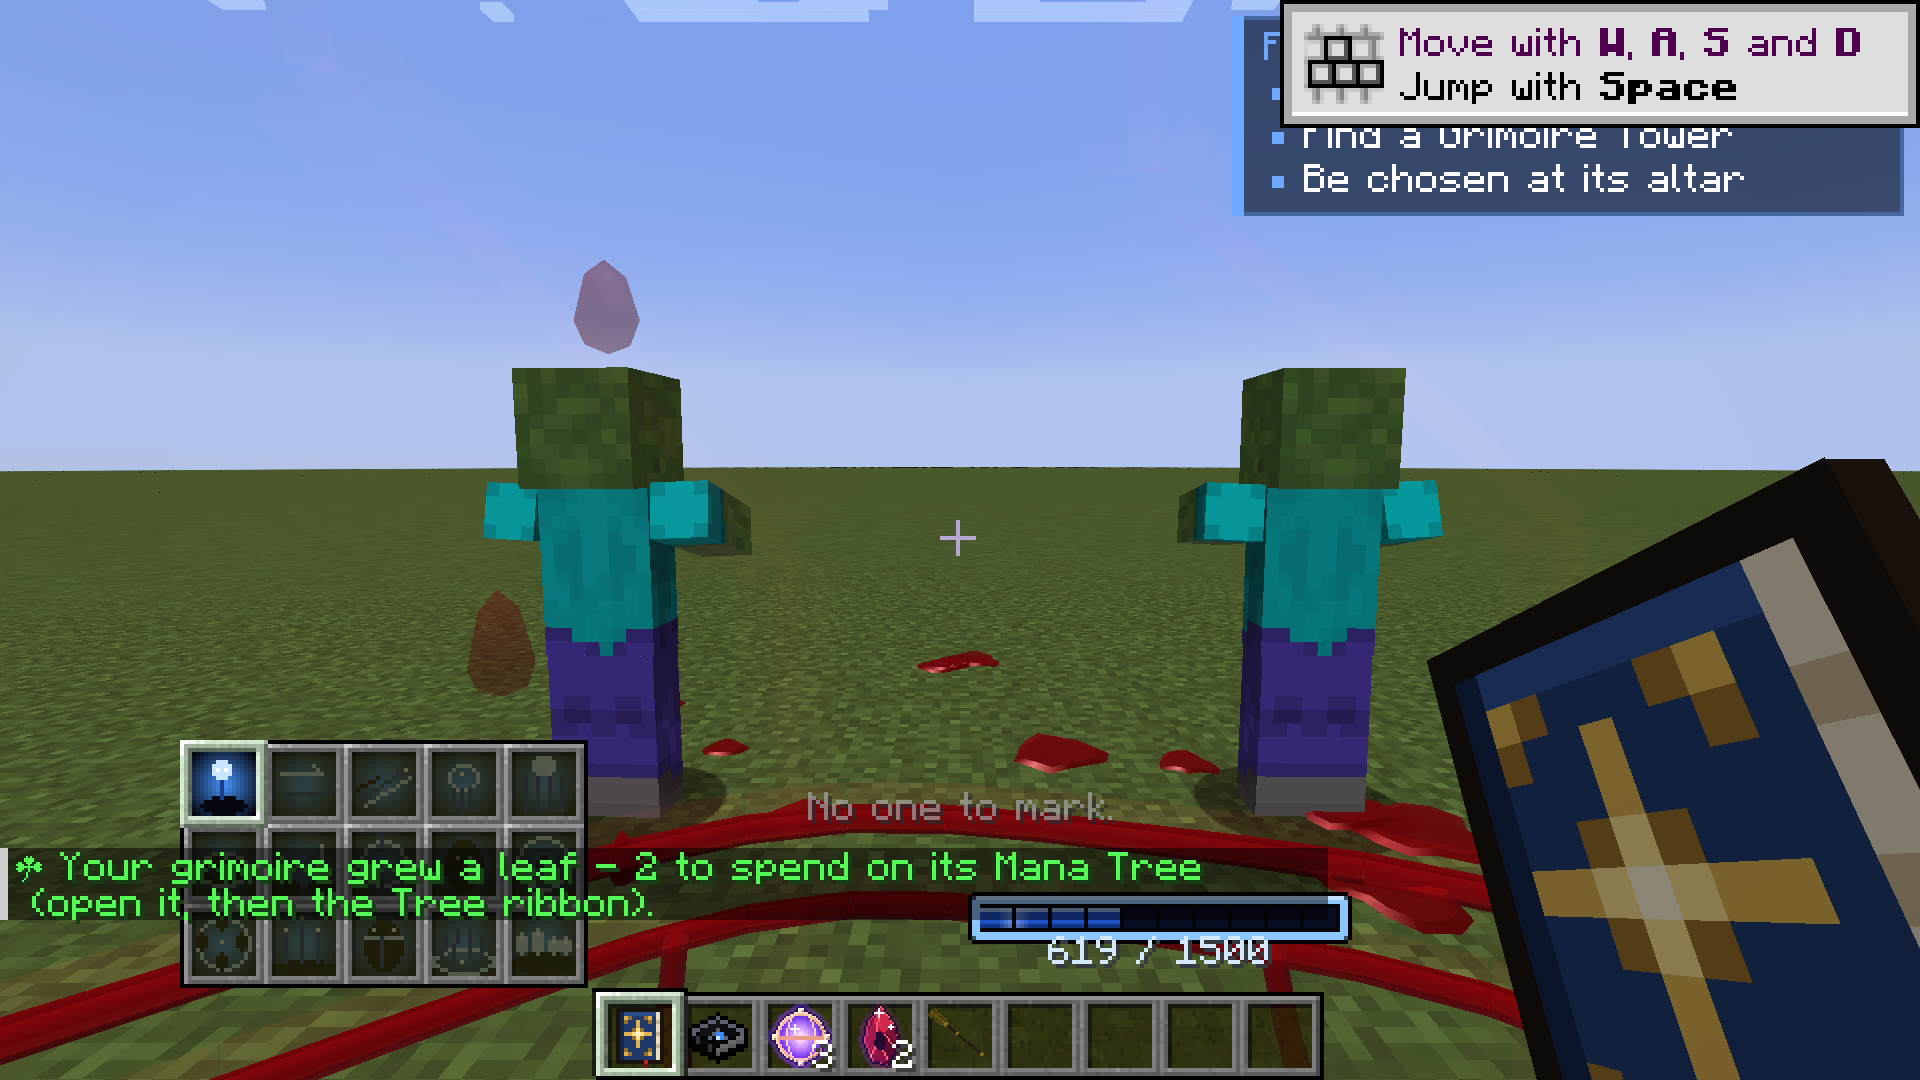 Move with W, A, S and D
Jump with Space
Find a Grimoire Tower
Be chosen at its altar
No one to mark.
☘ Your grimoire grew a leaf – 2 to spend on its Mana Tree
(open it, then the Tree ribbon).
619 / 1500
3
2